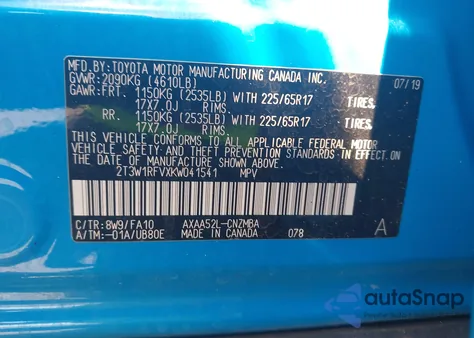 MFD. BY:TOYOTA MOTOR MANUFACTURING CANADA INC.
GVWR: 2090KG (4610LB) 07/19
GAWR:FRT. 1150KG (2535LB) WITH 225/65R17 TIRES,
17X7.0J RIMS
RR. 1150KG (2535LB) WITH 225/65R17 TIRES,
17X7.0J RIMS
THIS VEHICLE CONFORMS TO ALL APPLICABLE FEDERAL MOTOR
VEHICLE SAFETY AND THEFT PREVENTION STANDARDS IN EFFECT ON THE
DATE OF MANUFACTURE SHOWN ABOVE.
2T3W1RFVXKW041541 MPV
C/TR: 8W9/FA10 AXAA52L-CNZMBA
A/TM: -01A/UB80E MADE IN CANADA 078 A
autoSnap